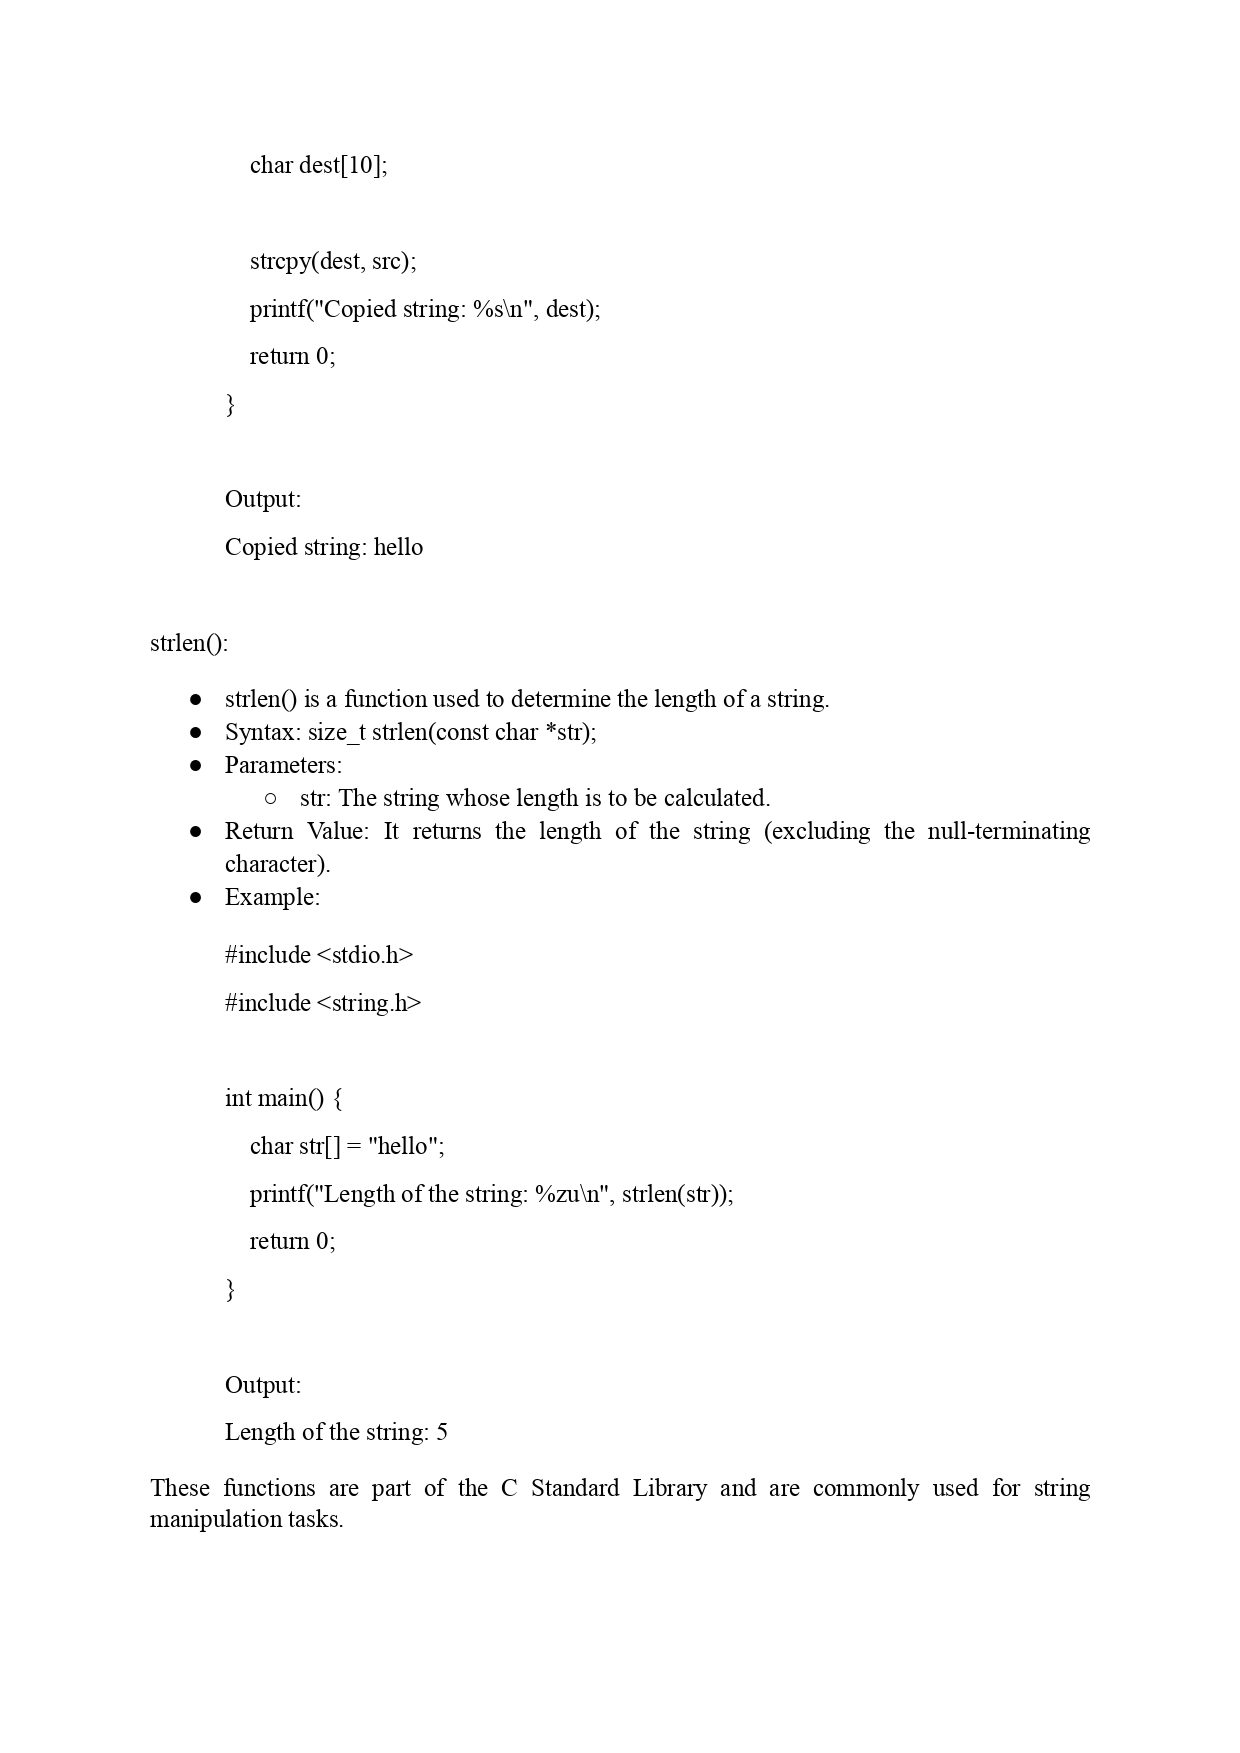 char dest[10];
strcpy(dest, src);
printf("Copied string: %s\n", dest);
return 0;
}
Output:
Copied string: hello
strlen():
● strlen() is a function used to determine the length of a string.
● Syntax: size_t strlen(const char *str);
● Parameters:
○ str: The string whose length is to be calculated.
● Return Value: It returns the length of the string (excluding the null-terminating
character).
● Example:
#include <stdio.h>
#include <string.h>
int main() {
char str[] = "hello";
printf("Length of the string: %zu\n", strlen(str));
return 0;
}
Output:
Length of the string: 5
These functions are part of the C Standard Library and are commonly used for string
manipulation tasks.